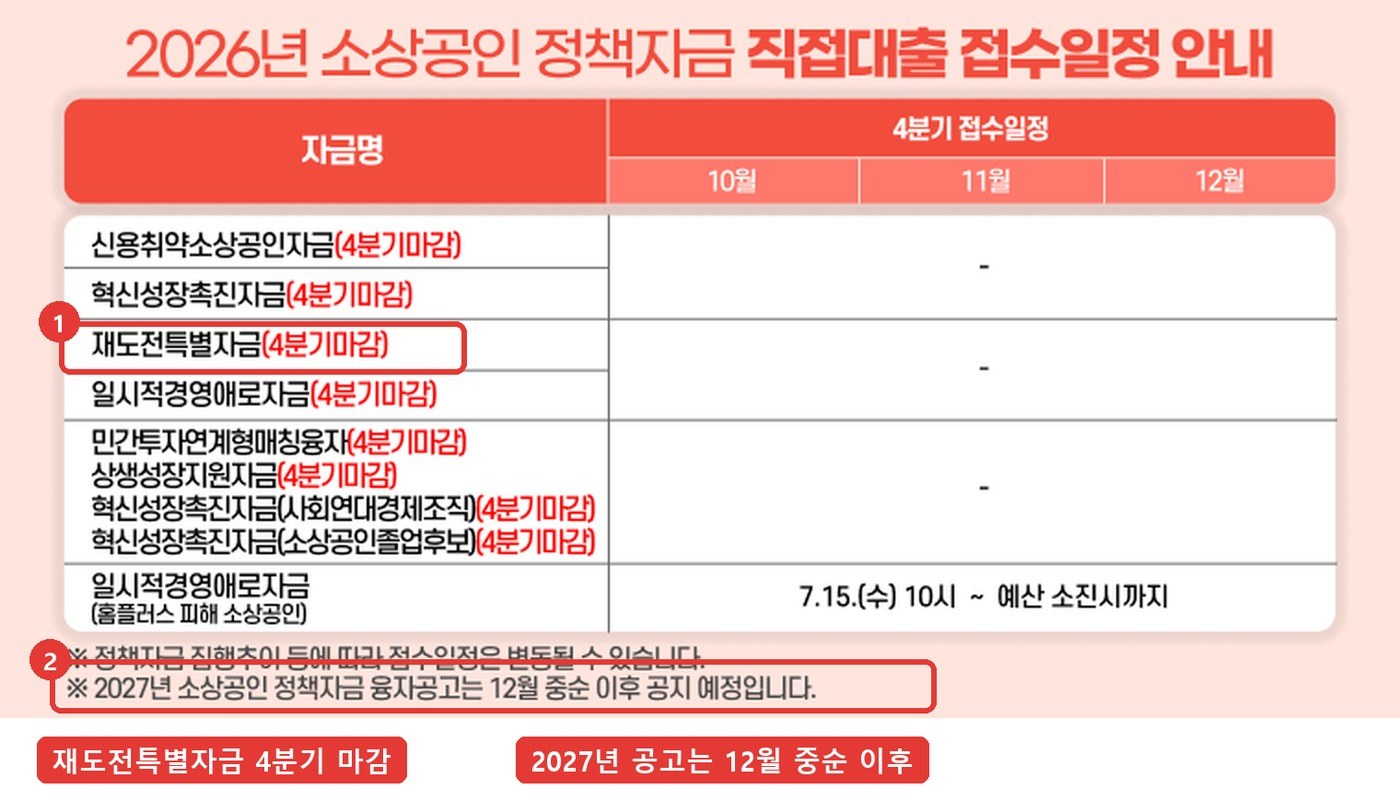 2026년 소상공인 정책자금 직접대출 접수일정 안내
자금명
4분기 접수일정
10월 11월 12월
신용취약소상공인자금(4분기마감)
-
혁신성장촉진자금(4분기마감)
1
재도전특별자금(4분기마감)
-
일시적경영애로자금(4분기마감)
민간투자연계형매칭융자(4분기마감)
상생성장지원자금(4분기마감)
-
혁신성장촉진자금(사회연대경제조직)(4분기마감)
혁신성장촉진자금(소상공인졸업후보)(4분기마감)
일시적경영애로자금
(홈플러스 피해 소상공인)
7.15.(수) 10시 ~ 예산 소진시까지
2
※ 정책자금 집행추이 등에 따라 접수일정은 변동될 수 있습니다.
※ 2027년 소상공인 정책자금 융자공고는 12월 중순 이후 공지 예정입니다.
재도전특별자금 4분기 마감
2027년 공고는 12월 중순 이후